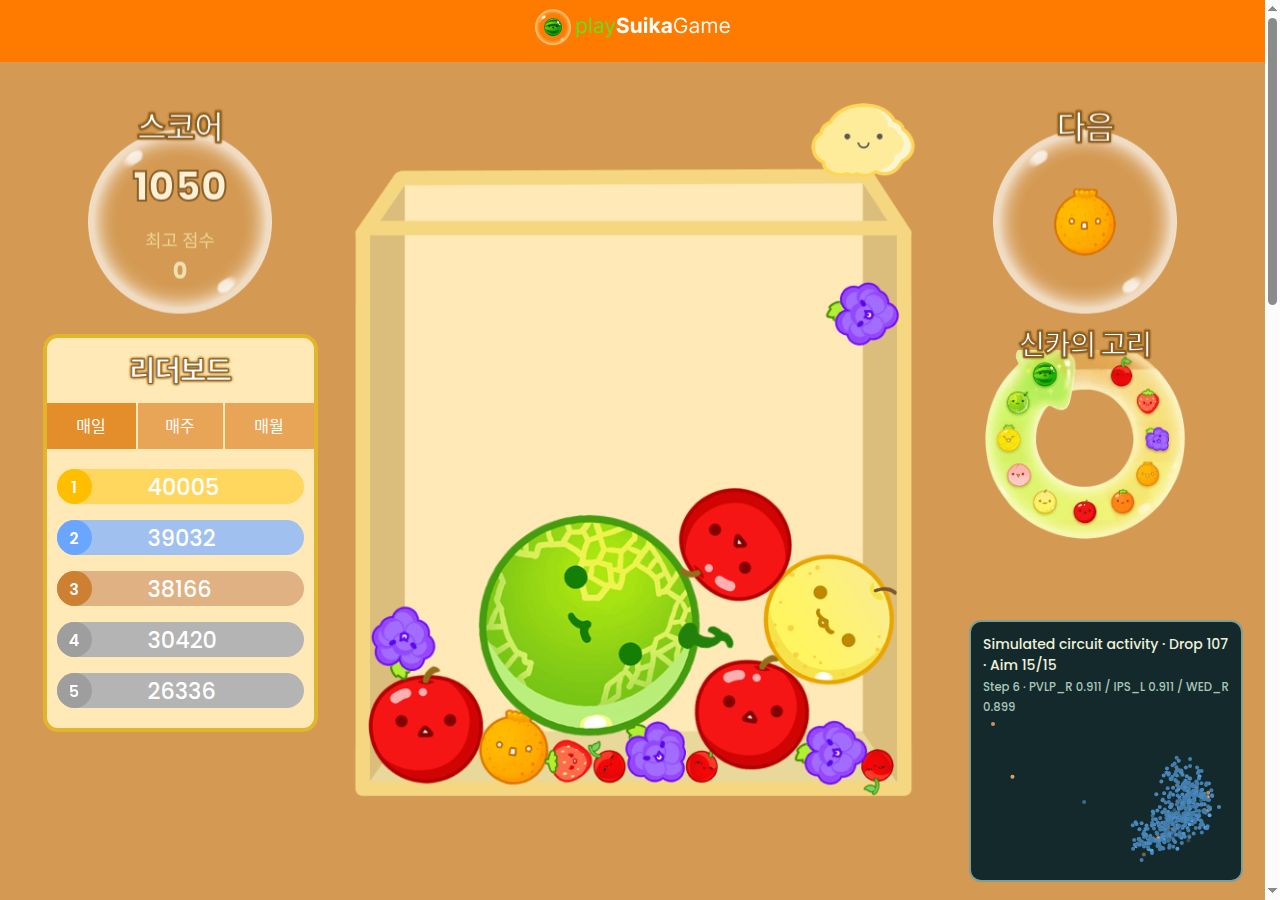 playSuikaGame
스코어
1050
최고 점수
0
리더보드
매일 매주 매월
1 40005
2 39032
3 38166
4 30420
5 26336
다음
신카의 고리
Simulated circuit activity · Drop 107
· Aim 15/15
Step 6 · PVLP_R 0.911 / IPS_L 0.911 / WED_R
0.899